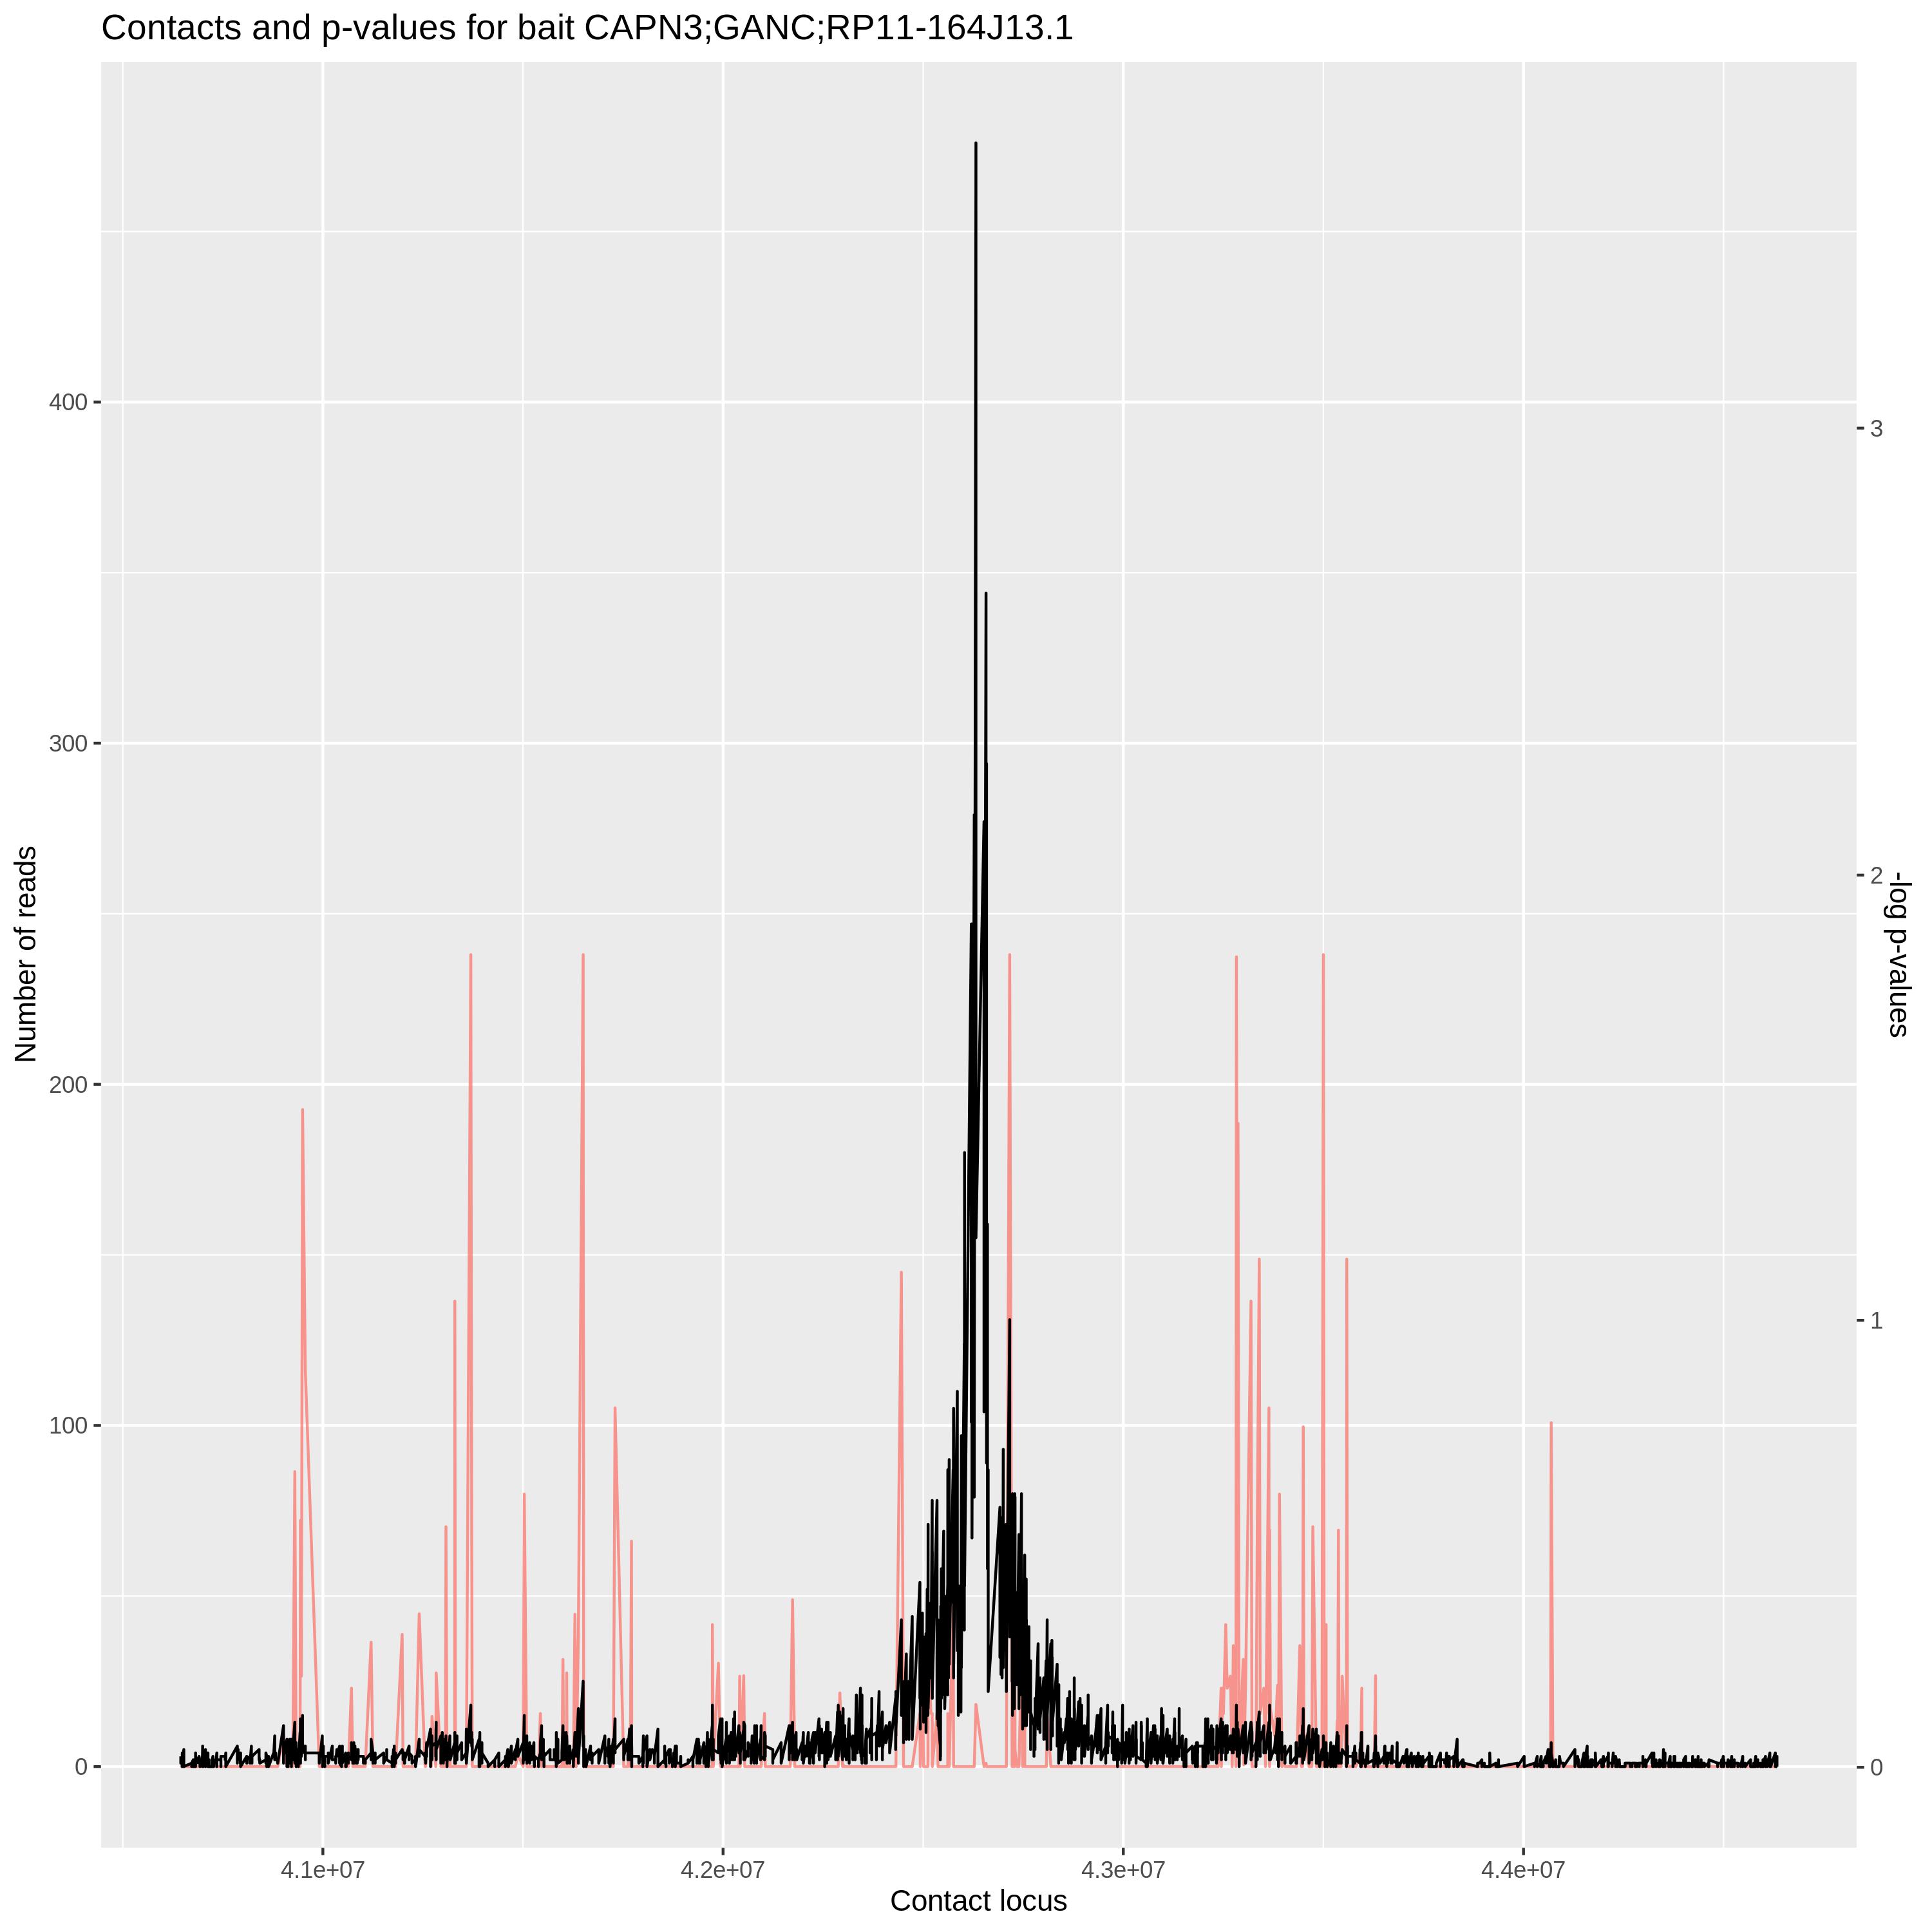 Contacts and p-values for bait CAPN3;GANC;RP11-164J13.1
Number of reads
400
300
200
100
0
3
2
1
0
-log p-values
4.1e+07
4.2e+07
4.3e+07
4.4e+07
Contact locus